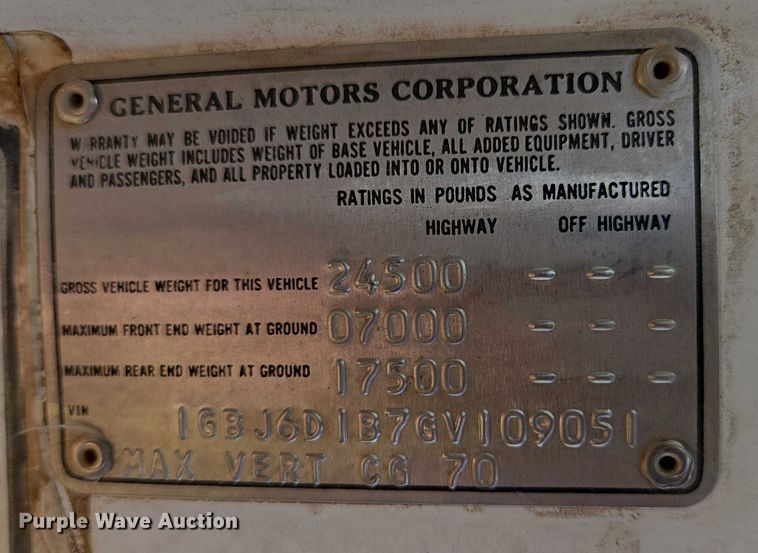 GENERAL MOTORS CORPORATION
WARRANTY MAY BE VOIDED IF WEIGHT EXCEEDS ANY OF RATINGS SHOWN. GROSS
VEHICLE WEIGHT INCLUDES WEIGHT OF BASE VEHICLE, ALL ADDED EQUIPMENT, DRIVER
AND PASSENGERS, AND ALL PROPERTY LOADED INTO OR ONTO VEHICLE.
RATINGS IN POUNDS AS MANUFACTURED
HIGHWAY OFF HIGHWAY
GROSS VEHICLE WEIGHT FOR THIS VEHICLE 24500 - - -
MAXIMUM FRONT END WEIGHT AT GROUND 07000 - - -
MAXIMUM REAR END WEIGHT AT GROUND 17500 - - -
VIN 1GBJ6D1B7GV109051
MAX VERT CG 70
Purple Wave Auction